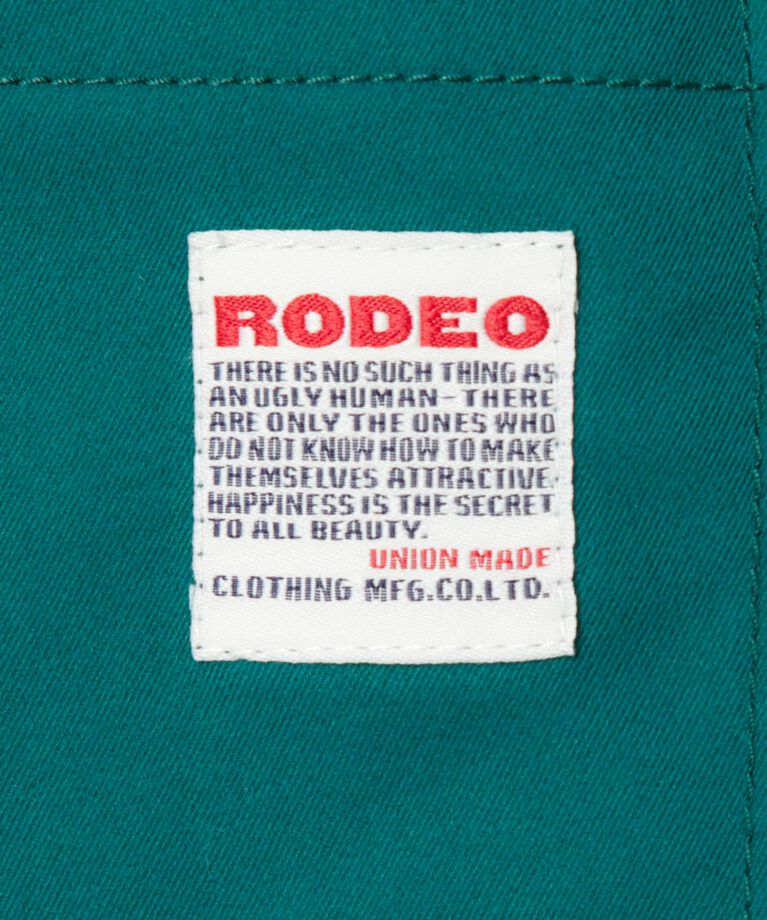 RODEO
THERE IS NO SUCH THING AS
AN UGLY HUMAN - THERE
ARE ONLY THE ONES WHO
DO NOT KNOW HOW TO MAKE
THEMSELVES ATTRACTIVE.
HAPPINESS IS THE SECRET
TO ALL BEAUTY.
UNION MADE
CLOTHING MFG.CO.LTD.